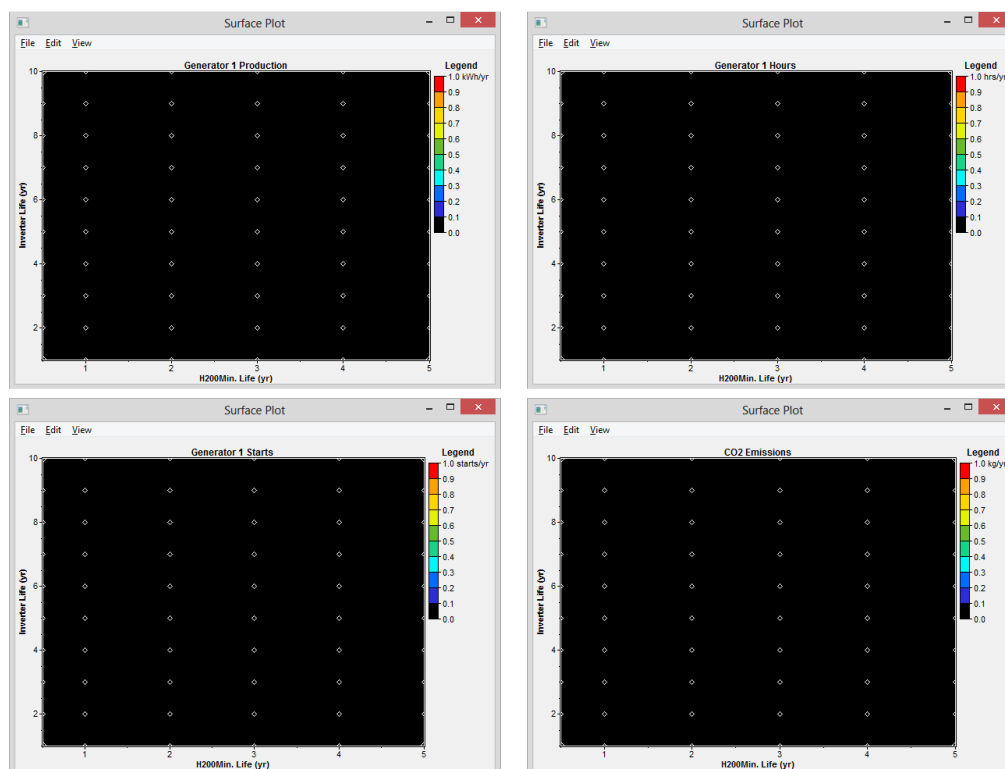 Surface Plot
File Edit View
Generator 1 Production
Legend
10
8
6
4
2
Inverter Life (yr)
1.0 kWh/yr
0.9
0.8
0.7
0.6
0.5
0.4
0.3
0.2
0.1
0.0
1 2 3 4 5
H200Min. Life (yr)
Surface Plot
File Edit View
Generator 1 Hours
Legend
10
8
6
4
2
Inverter Life (yr)
1.0 hrs/yr
0.9
0.8
0.7
0.6
0.5
0.4
0.3
0.2
0.1
0.0
1 2 3 4 5
H200Min. Life (yr)
Surface Plot
File Edit View
Generator 1 Starts
Legend
10
8
6
4
2
Inverter Life (yr)
1.0 starts/yr
0.9
0.8
0.7
0.6
0.5
0.4
0.3
0.2
0.1
0.0
1 2 3 4 5
H200Min. Life (yr)
Surface Plot
File Edit View
CO2 Emissions
Legend
10
8
6
4
2
Inverter Life (yr)
1.0 kg/yr
0.9
0.8
0.7
0.6
0.5
0.4
0.3
0.2
0.1
0.0
1 2 3 4 5
H200Min. Life (yr)